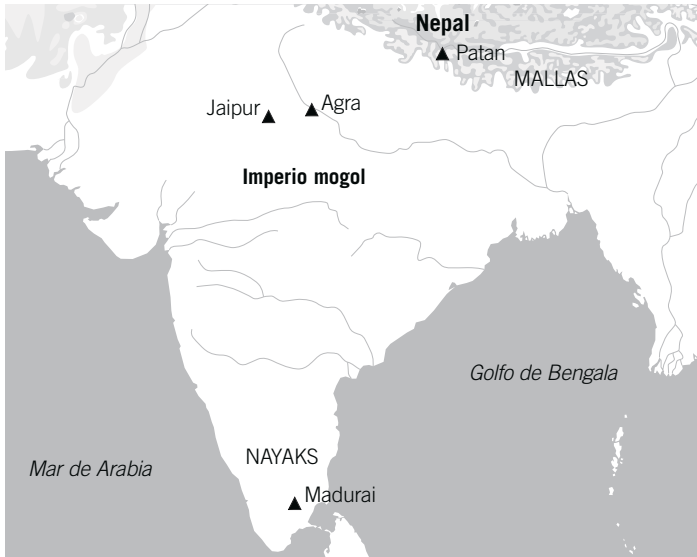 Nepal
Patan
MALLAS
Jaipur
Agra
Imperio mogol
Golfo de Bengala
NAYAKS
Mar de Arabia
Madurai